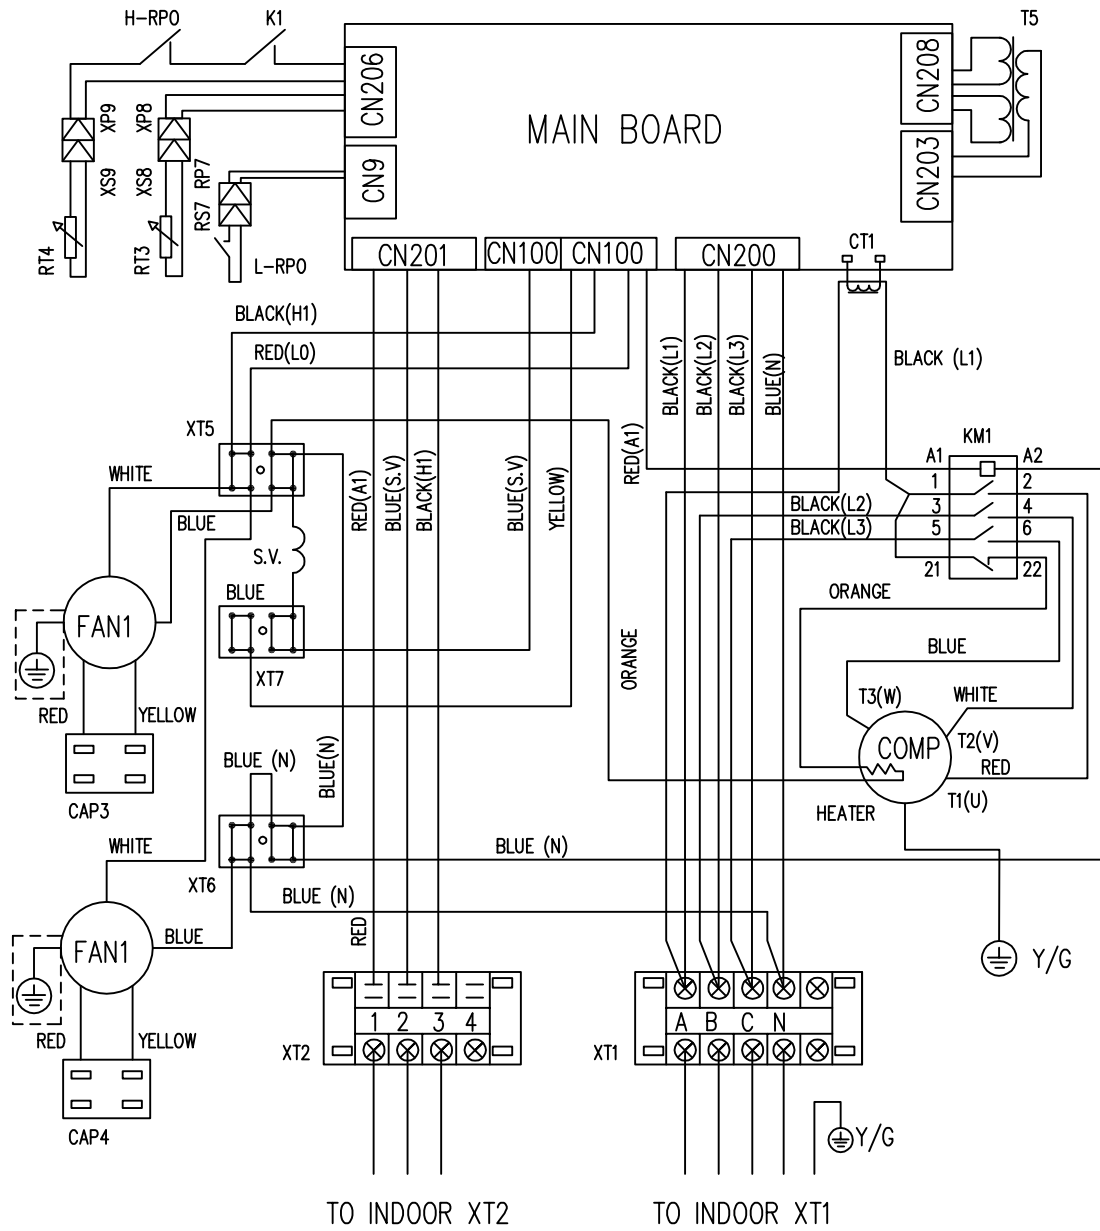 H-RPO
K1
T5
CN206
CN208
MAIN BOARD
XP9
XP8
XS9
XS8
RP7
RS7
CN9
CN203
RT4
RT3
L-RPO
CN201
CN100
CN100
CN200
CT1
BLACK(H1)
RED(LO)
BLACK(L1)
BLACK(L2)
BLACK(L3)
BLUE(N)
BLACK (L1)
XT5
WHITE
BLUE
S.V.
RED(A1)
BLUE(S.V)
BLACK(H1)
BLUE(S.V)
YELLOW)
RED(A1)
KM1
A1
A2
1
2
BLACK(L2)
3
4
BLACK(L3)
5
6
21
22
ORANGE
BLUE
FAN1
XT7
ORANGE
BLUE
T3(W)
WHITE
RED
YELLOW
COMP
T2(V)
RED
T1(U)
HEATER
CAP3
BLUE (N)
BLUE(N)
WHITE
XT6
BLUE (N)
BLUE (N)
BLUE
FAN1
RED
Y/G
RED
YELLOW
1 2 3 4
XT2
A B C N
XT1
CAP4
Y/G
TO INDOOR XT2
TO INDOOR XT1